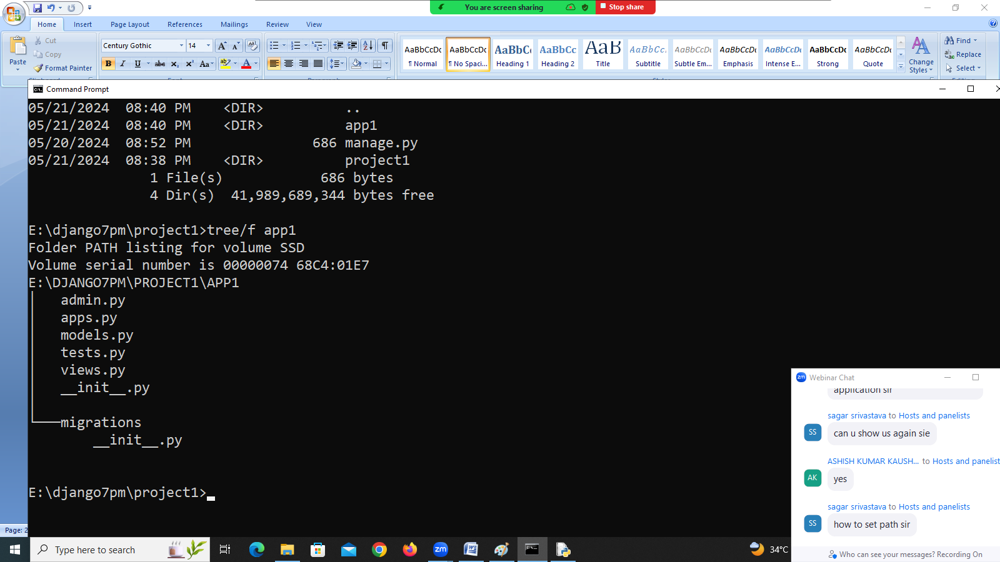 You are screen sharing
Stop share
Home Insert Page Layout References Mailings Review View
Paste
Cut
Copy
Format Painter
Century Gothic 14
B I U abc x₂ x² Aa
AaBbCcDc AaBbCcDc AaBbC AaBbCc AaB AaBbCc. AaBbCcDc AaBbCcDc AaBbCcDc AaBbCcDc AaBbCcDc
¶ Normal ¶ No Spaci... Heading 1 Heading 2 Title Subtitle Subtle Em... Emphasis Intense E... Strong Quote
Change
Styles
Find
Replace
Select
Command Prompt
05/21/2024 08:40 PM <DIR> ..
05/21/2024 08:40 PM <DIR> app1
05/20/2024 08:52 PM 686 manage.py
05/21/2024 08:38 PM <DIR> project1
1 File(s) 686 bytes
4 Dir(s) 41,989,689,344 bytes free
E:\django7pm\project1>tree/f app1
Folder PATH listing for volume SSD
Volume serial number is 00000074 68C4:01E7
E:\DJANGO7PM\PROJECT1\APP1
admin.py
apps.py
models.py
tests.py
views.py
__init__.py
migrations
__init__.py
E:\django7pm\project1>
zm Webinar Chat
application sir
sagar srivastava to Hosts and panelists
SS
can u show us again sie
ASHISH KUMAR KAUSH... to Hosts and panelist
AK
yes
sagar srivastava to Hosts and panelists
SS
how to set path sir
Who can see your messages? Recording On
Page: 2
Type here to search
zm
34°C